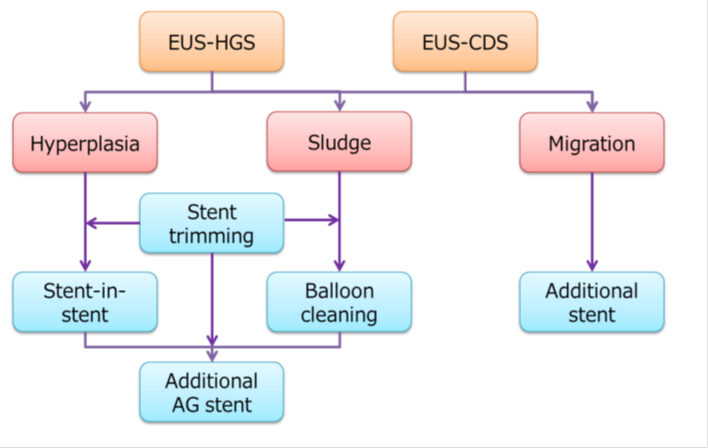 EUS-HGS
EUS-CDS
Hyperplasia
Sludge
Migration
Stent
trimming
Stent-in-
stent
Balloon
cleaning
Additional
stent
Additional
AG stent